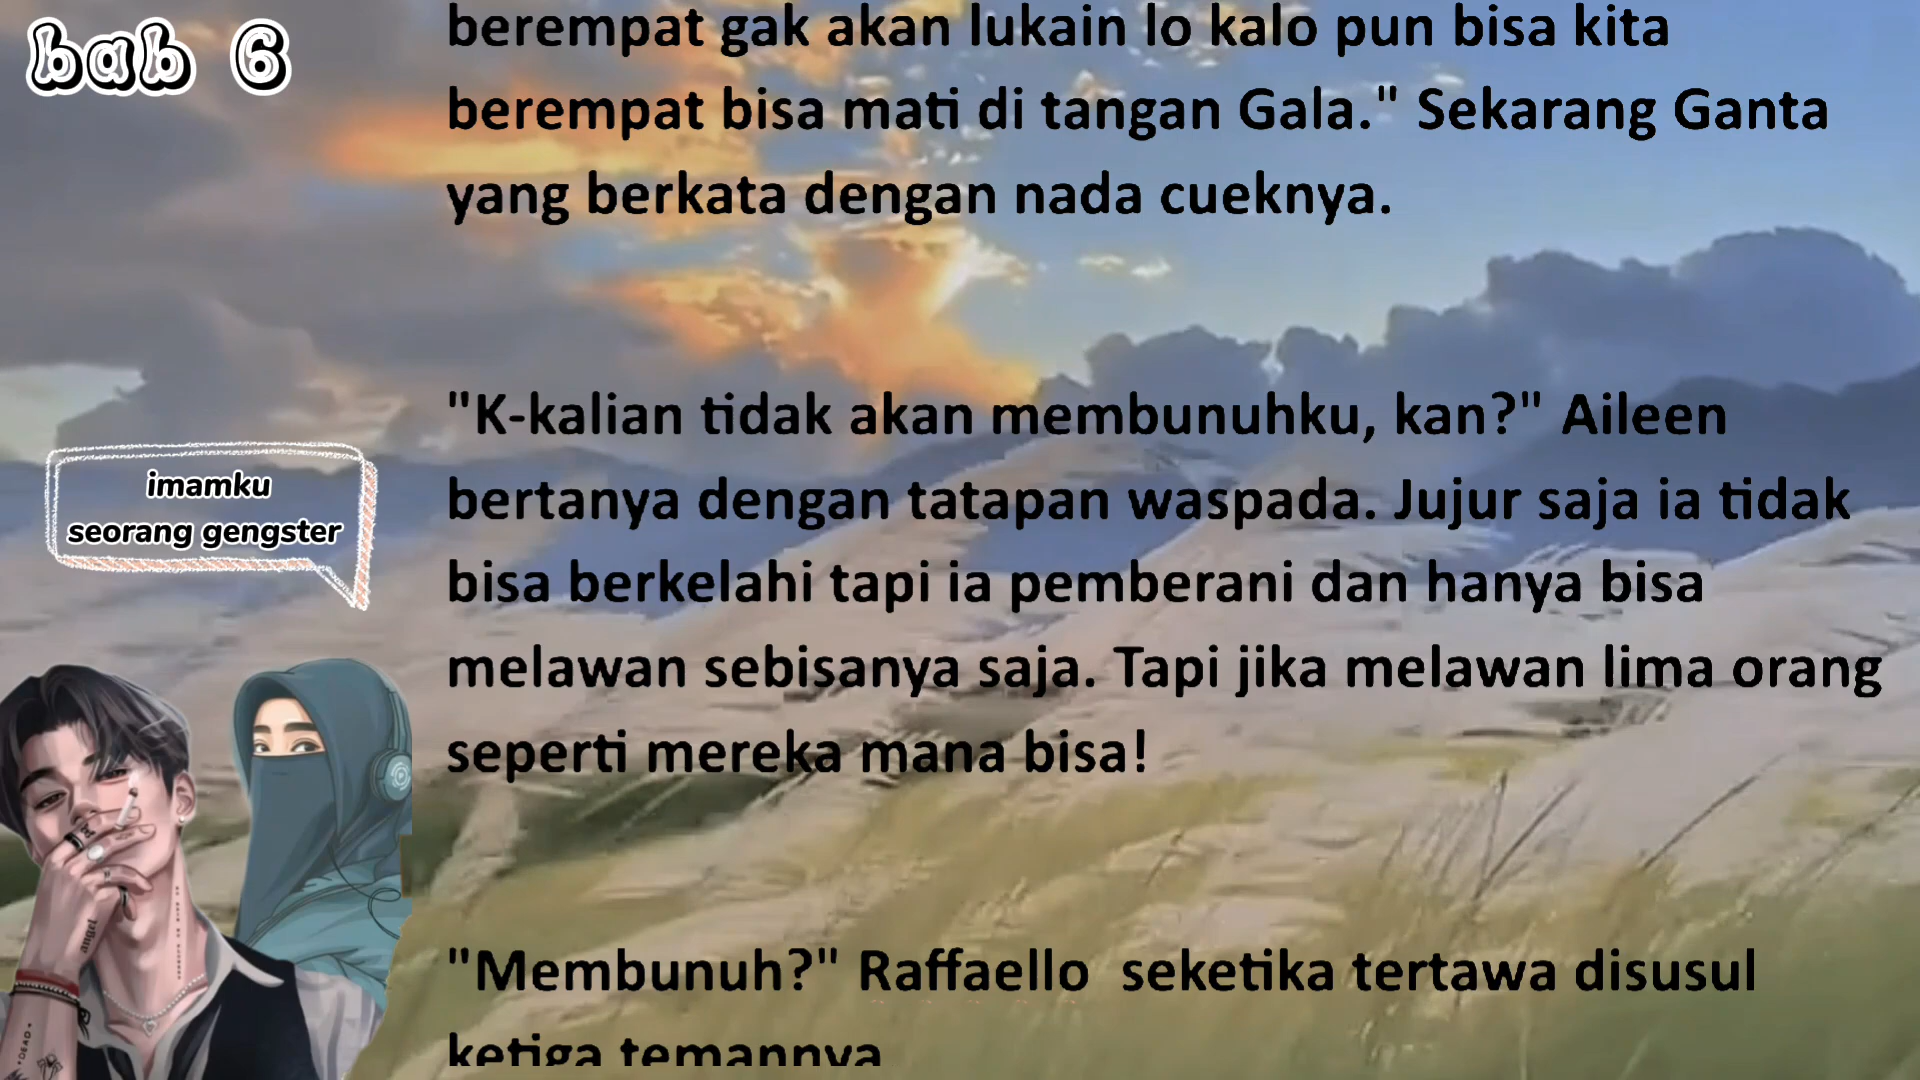 bab 6
berempat gak akan lukain lo kalo pun bisa kita
berempat bisa mati di tangan Gala." Sekarang Ganta
yang berkata dengan nada cueknya.
"K-kalian tidak akan membunuhku, kan?" Aileen
bertanya dengan tatapan waspada. Jujur saja ia tidak
bisa berkelahi tapi ia pemberani dan hanya bisa
melawan sebisanya saja. Tapi jika melawan lima orang
seperti mereka mana bisa!
"Membunuh?" Raffaello seketika tertawa disusul
ketiga temannya
imamku
seorang gengster
angel
DEAD